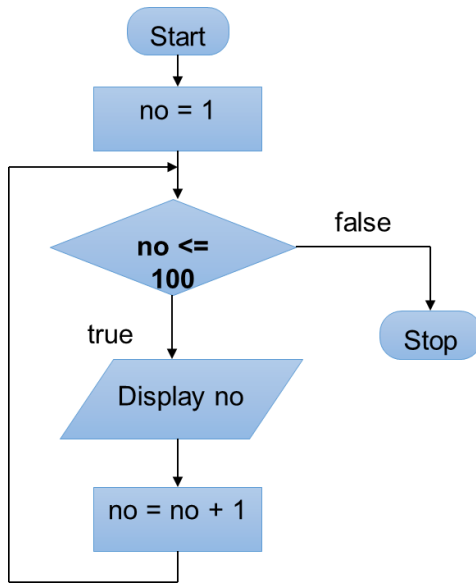 Start
no = 1
no <=
100
false
true
Stop
Display no
no = no + 1